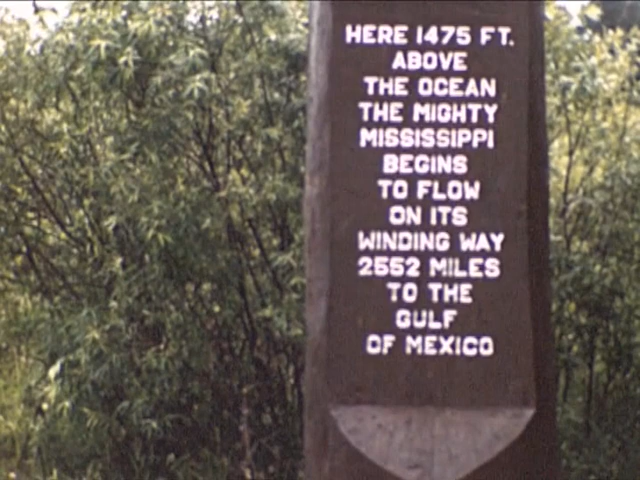 HERE 1475 FT.
ABOVE
THE OCEAN
THE MIGHTY
MISSISSIPPI
BEGINS
TO FLOW
ON ITS
WINDING WAY
2552 MILES
TO THE
GULF
OF MEXICO